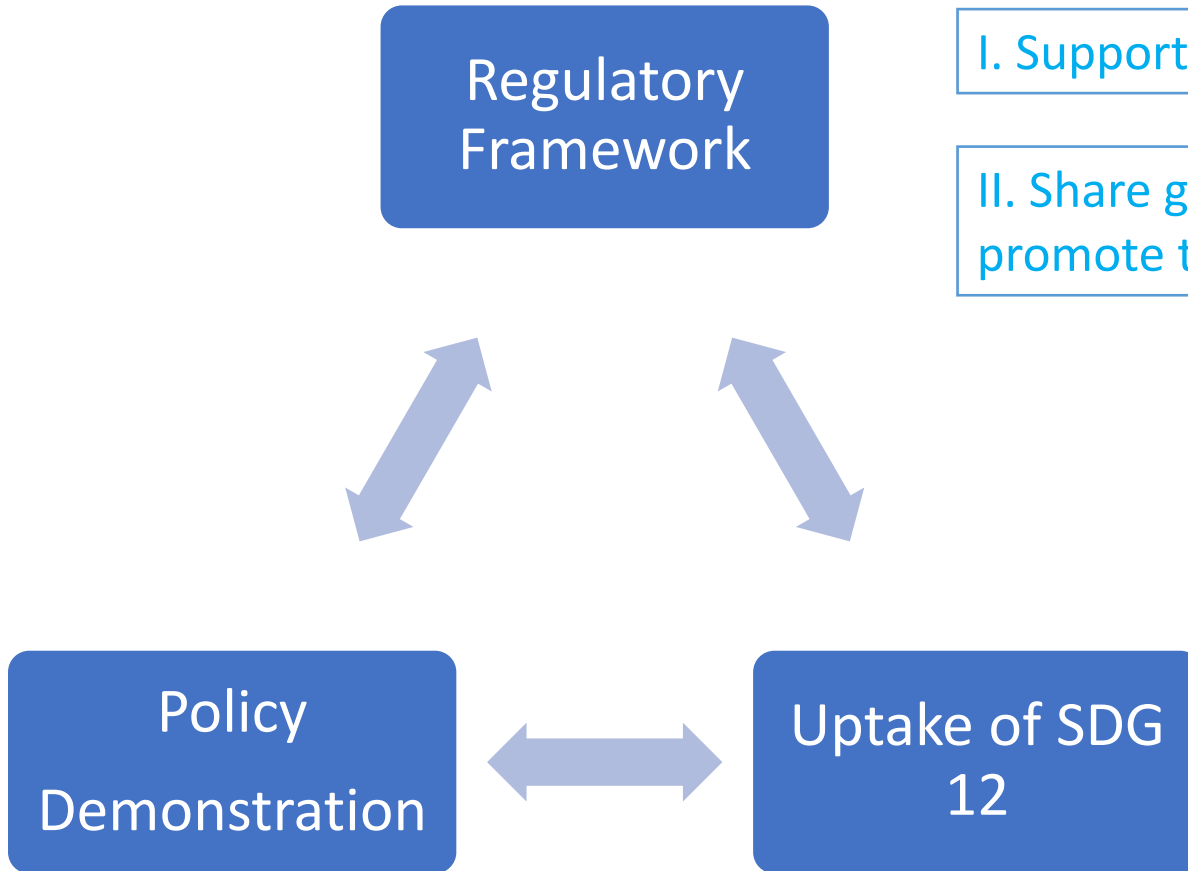 Regulatory
Framework
I. Support
II. Share g
promote t
Policy
Demonstration
Uptake of SDG
12